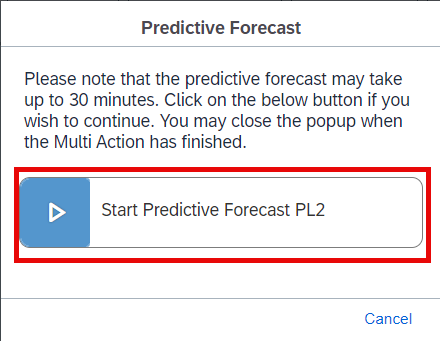 Predictive Forecast
Please note that the predictive forecast may take
up to 30 minutes. Click on the below button if you
wish to continue. You may close the popup when
the Multi Action has finished.
Start Predictive Forecast PL2
Cancel